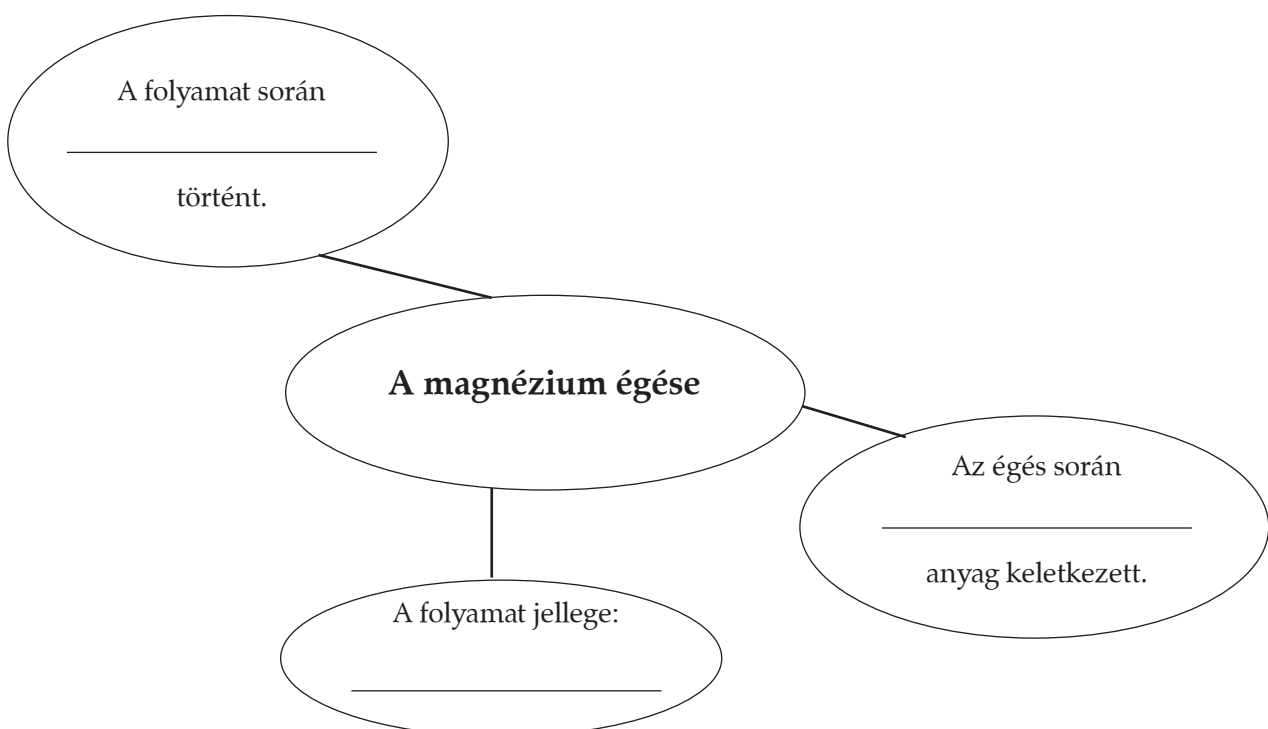 A folyamat során
történt.
A magnézium égése
Az égés során
anyag keletkezett.
A folyamat jellege: